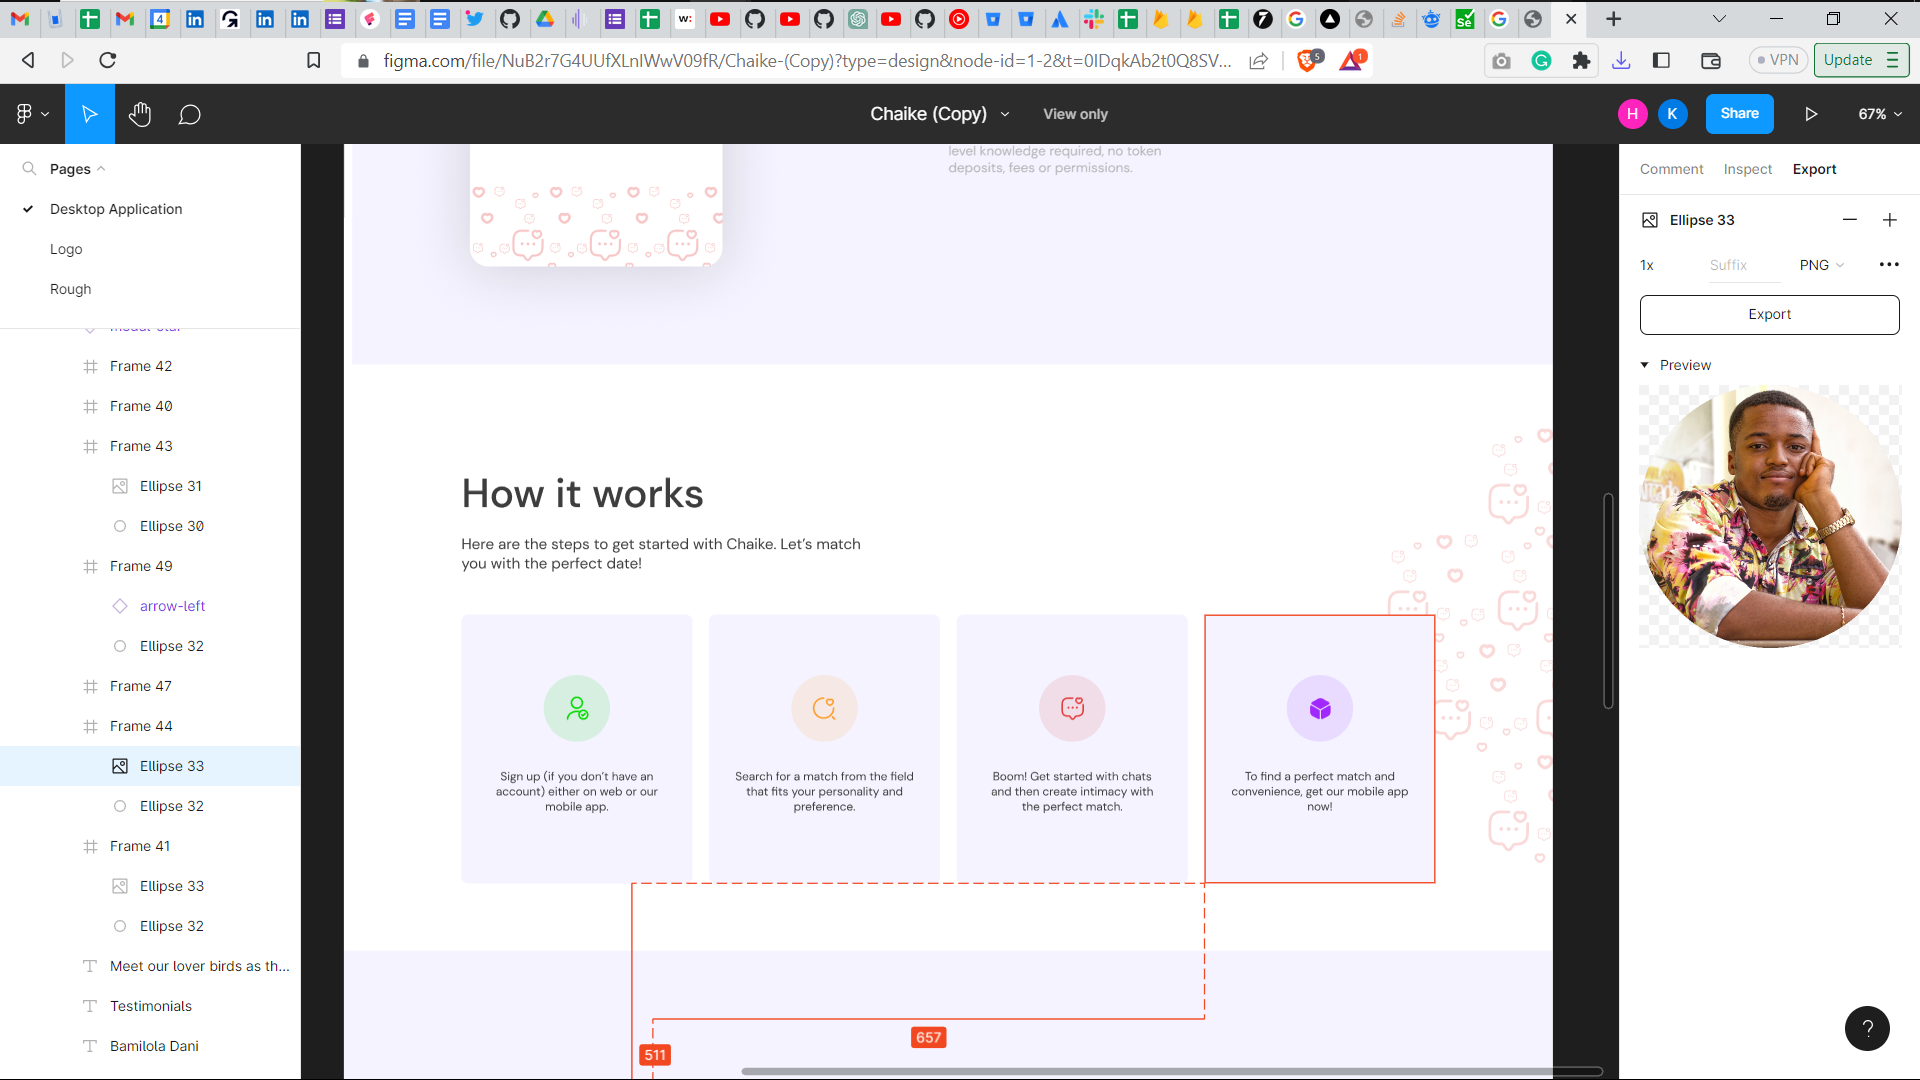 figma.com/file/NuB2r7G4UUfXLnIWwV09fR/Chaike-(Copy)?type=design&node-id=1-2&t=0IDqkAb2t0Q8SV...
5
1
VPN
Update
Chaike (Copy)
View only
H
K
Share
67%
Pages
Desktop Application
Logo
Rough
Frame 42
Frame 40
Frame 43
Ellipse 31
Ellipse 30
Frame 49
arrow-left
Ellipse 32
Frame 47
Frame 44
Ellipse 33
Ellipse 32
Frame 41
Ellipse 33
Ellipse 32
Meet our lover birds as th...
Testimonials
Bamilola Dani
level knowledge required, no token
deposits, fees or permissions.
How it works
Here are the steps to get started with Chaike. Let's match
you with the perfect date!
Sign up (if you don't have an
account) either on web or our
mobile app.
Search for a match from the field
that fits your personality and
preference.
Boom! Get started with chats
and then create intimacy with
the perfect match.
To find a perfect match and
convenience, get our mobile app
now!
657
511
Comment
Inspect
Export
Ellipse 33
1x
Suffix
PNG
Export
Preview
?